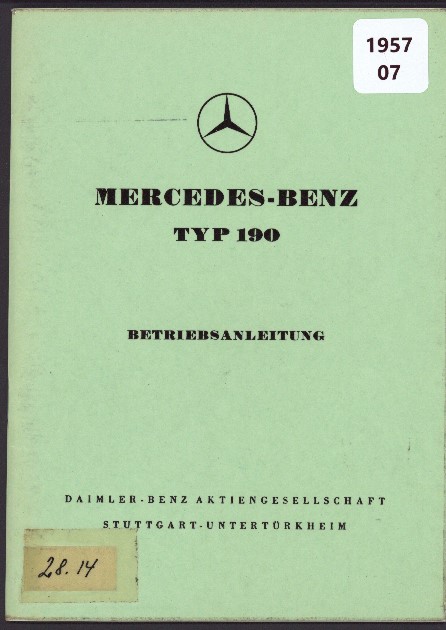 1957
07
MERCEDES-BENZ
TYP 190
BETRIEBSANLEITUNG
DAIMLER-BENZ AKTIENGESELLSCHAFT
STUTTGART-UNTERTÜRKHEIM
28.14